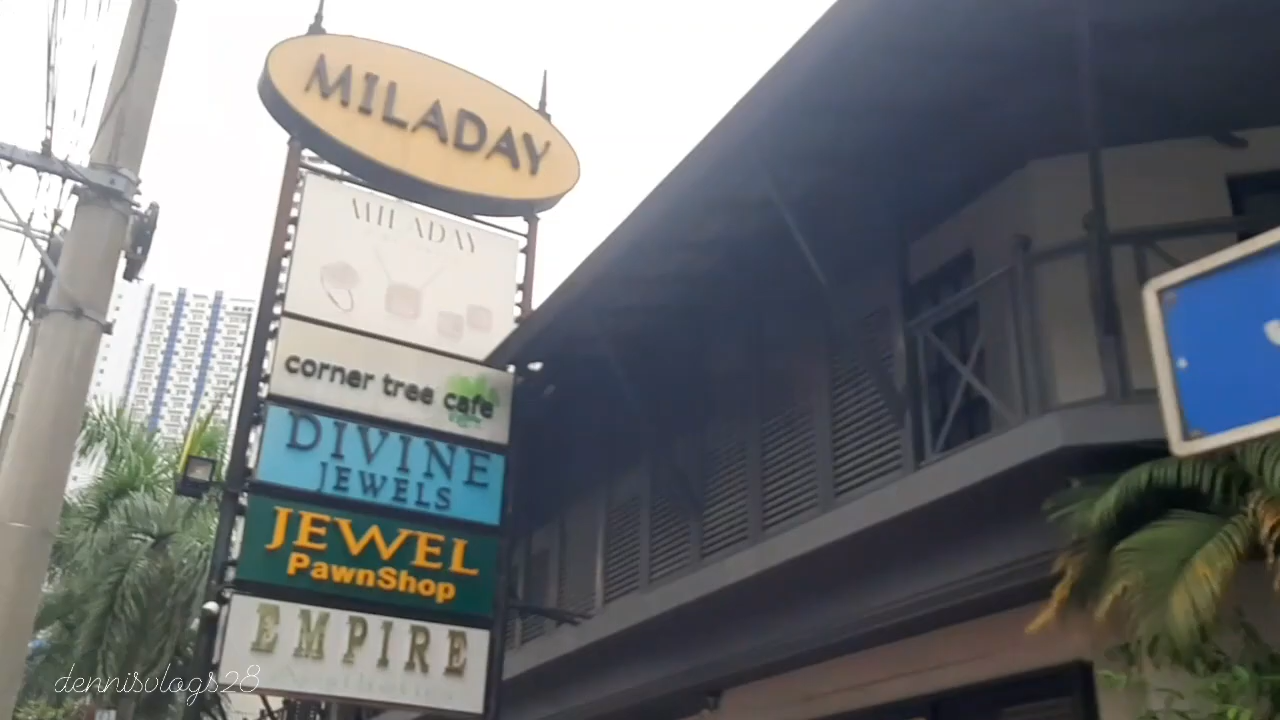 MILADAY
MILADAY
corner tree cafe
DIVINE
JEWELS
JEWEL
PawnShop
EMPIRE
dennisvlogs28